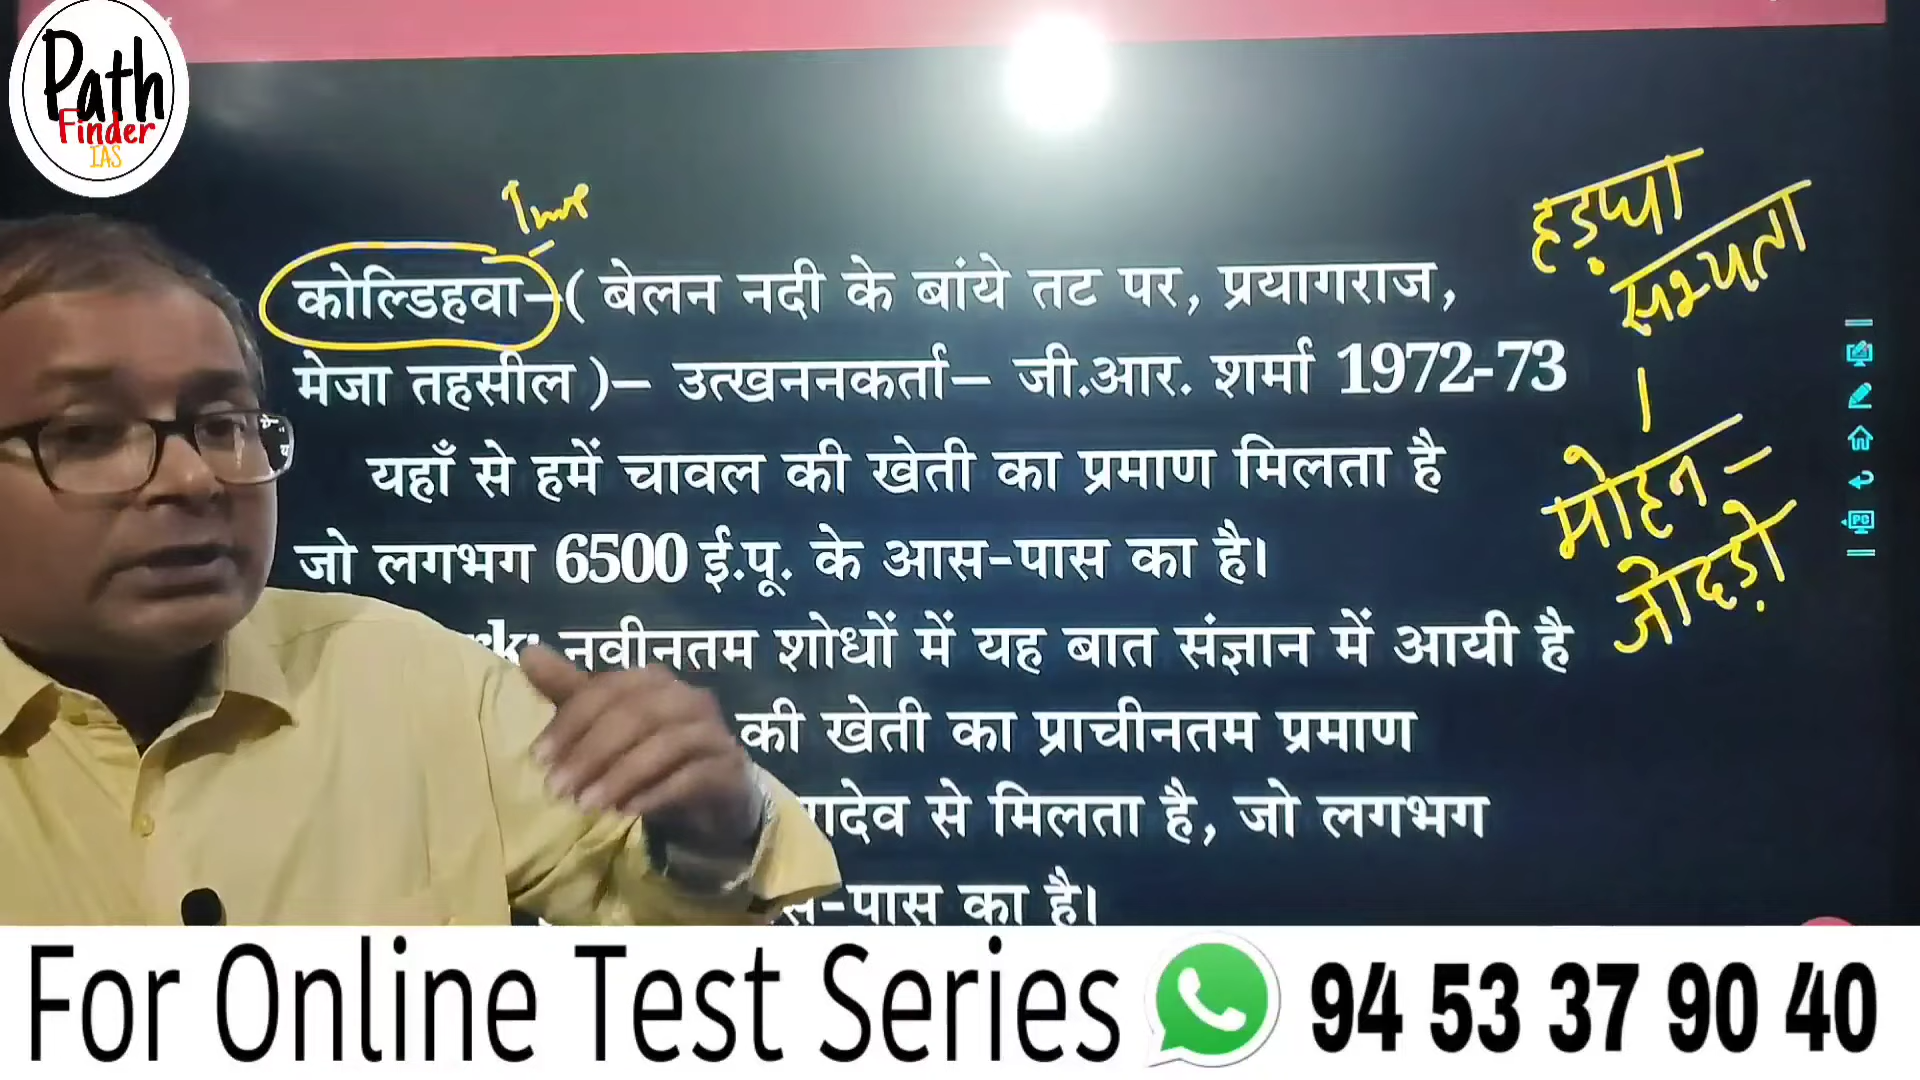 Path
Finder
IAS
Imp
कोल्डिहवा–( बेलन नदी के बांये तट पर, प्रयागराज,
मेजा तहसील )– उत्खननकर्ता– जी.आर. शर्मा 1972-73
यहाँ से हमें चावल की खेती का प्रमाण मिलता है
जो लगभग 6500 ई.पू. के आस-पास का है।
नवीनतम शोधों में यह बात संज्ञान में आयी है
की खेती का प्राचीनतम प्रमाण
से मिलता है, जो लगभग
-पास का है।
हड़प्पा
सभ्यता
मोहन-
जोदड़ो
PC
For Online Test Series 94 53 37 90 40